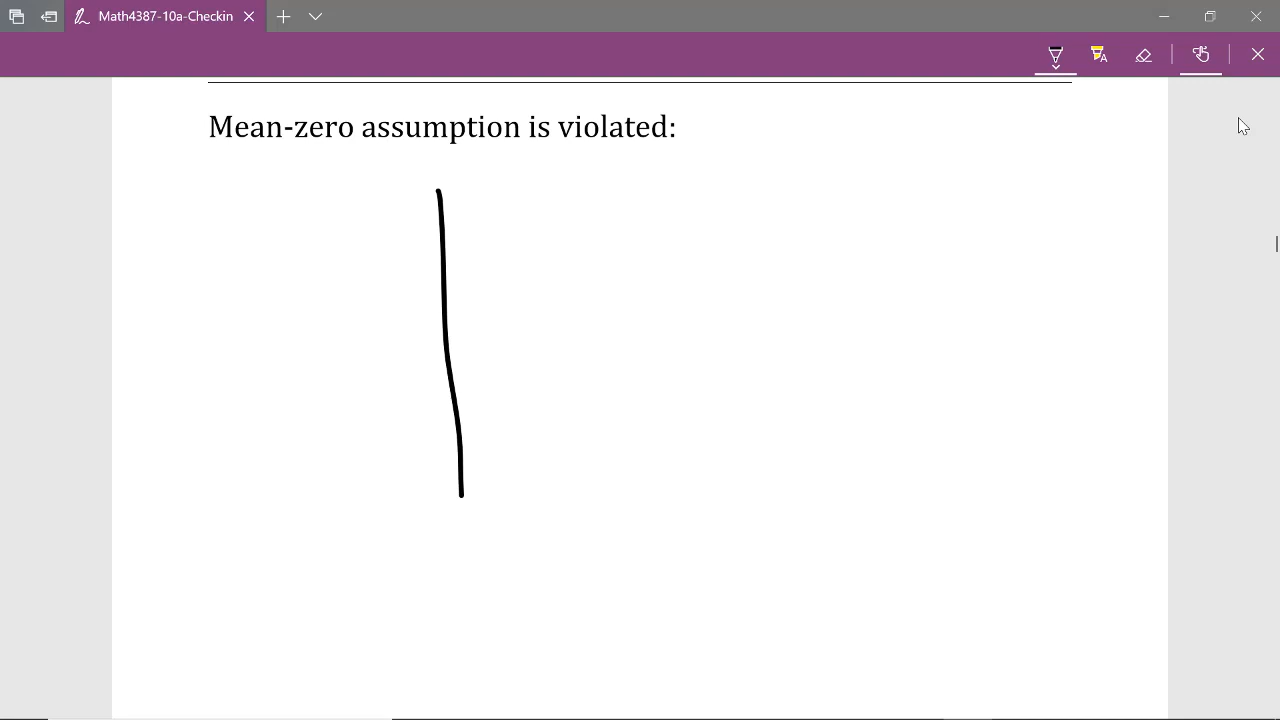 Math4387-10a-Checkin
Mean-zero assumption is violated: